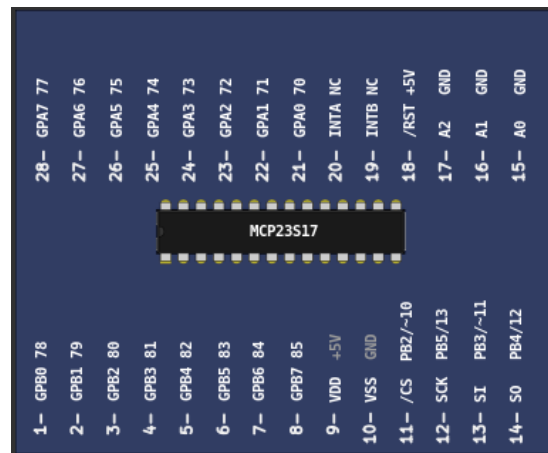 28— GPA7 77
27— GPA6 76
26— GPA5 75
25— GPA4 74
24— GPA3 73
23— GPA2 72
22— GPA1 71
21— GPA0 70
20— INTA NC
19— INTB NC
18— /RST +5V
17— A2 GND
16— A1 GND
15— A0 GND
MCP23S17
1— GPB0 78
2— GPB1 79
3— GPB2 80
4— GPB3 81
5— GPB4 82
6— GPB5 83
7— GPB6 84
8— GPB7 85
9— VDD +5V
10— VSS GND
11— /CS PB2/~10
12— SCK PB5/13
13— SI PB3/~11
14— SO PB4/12